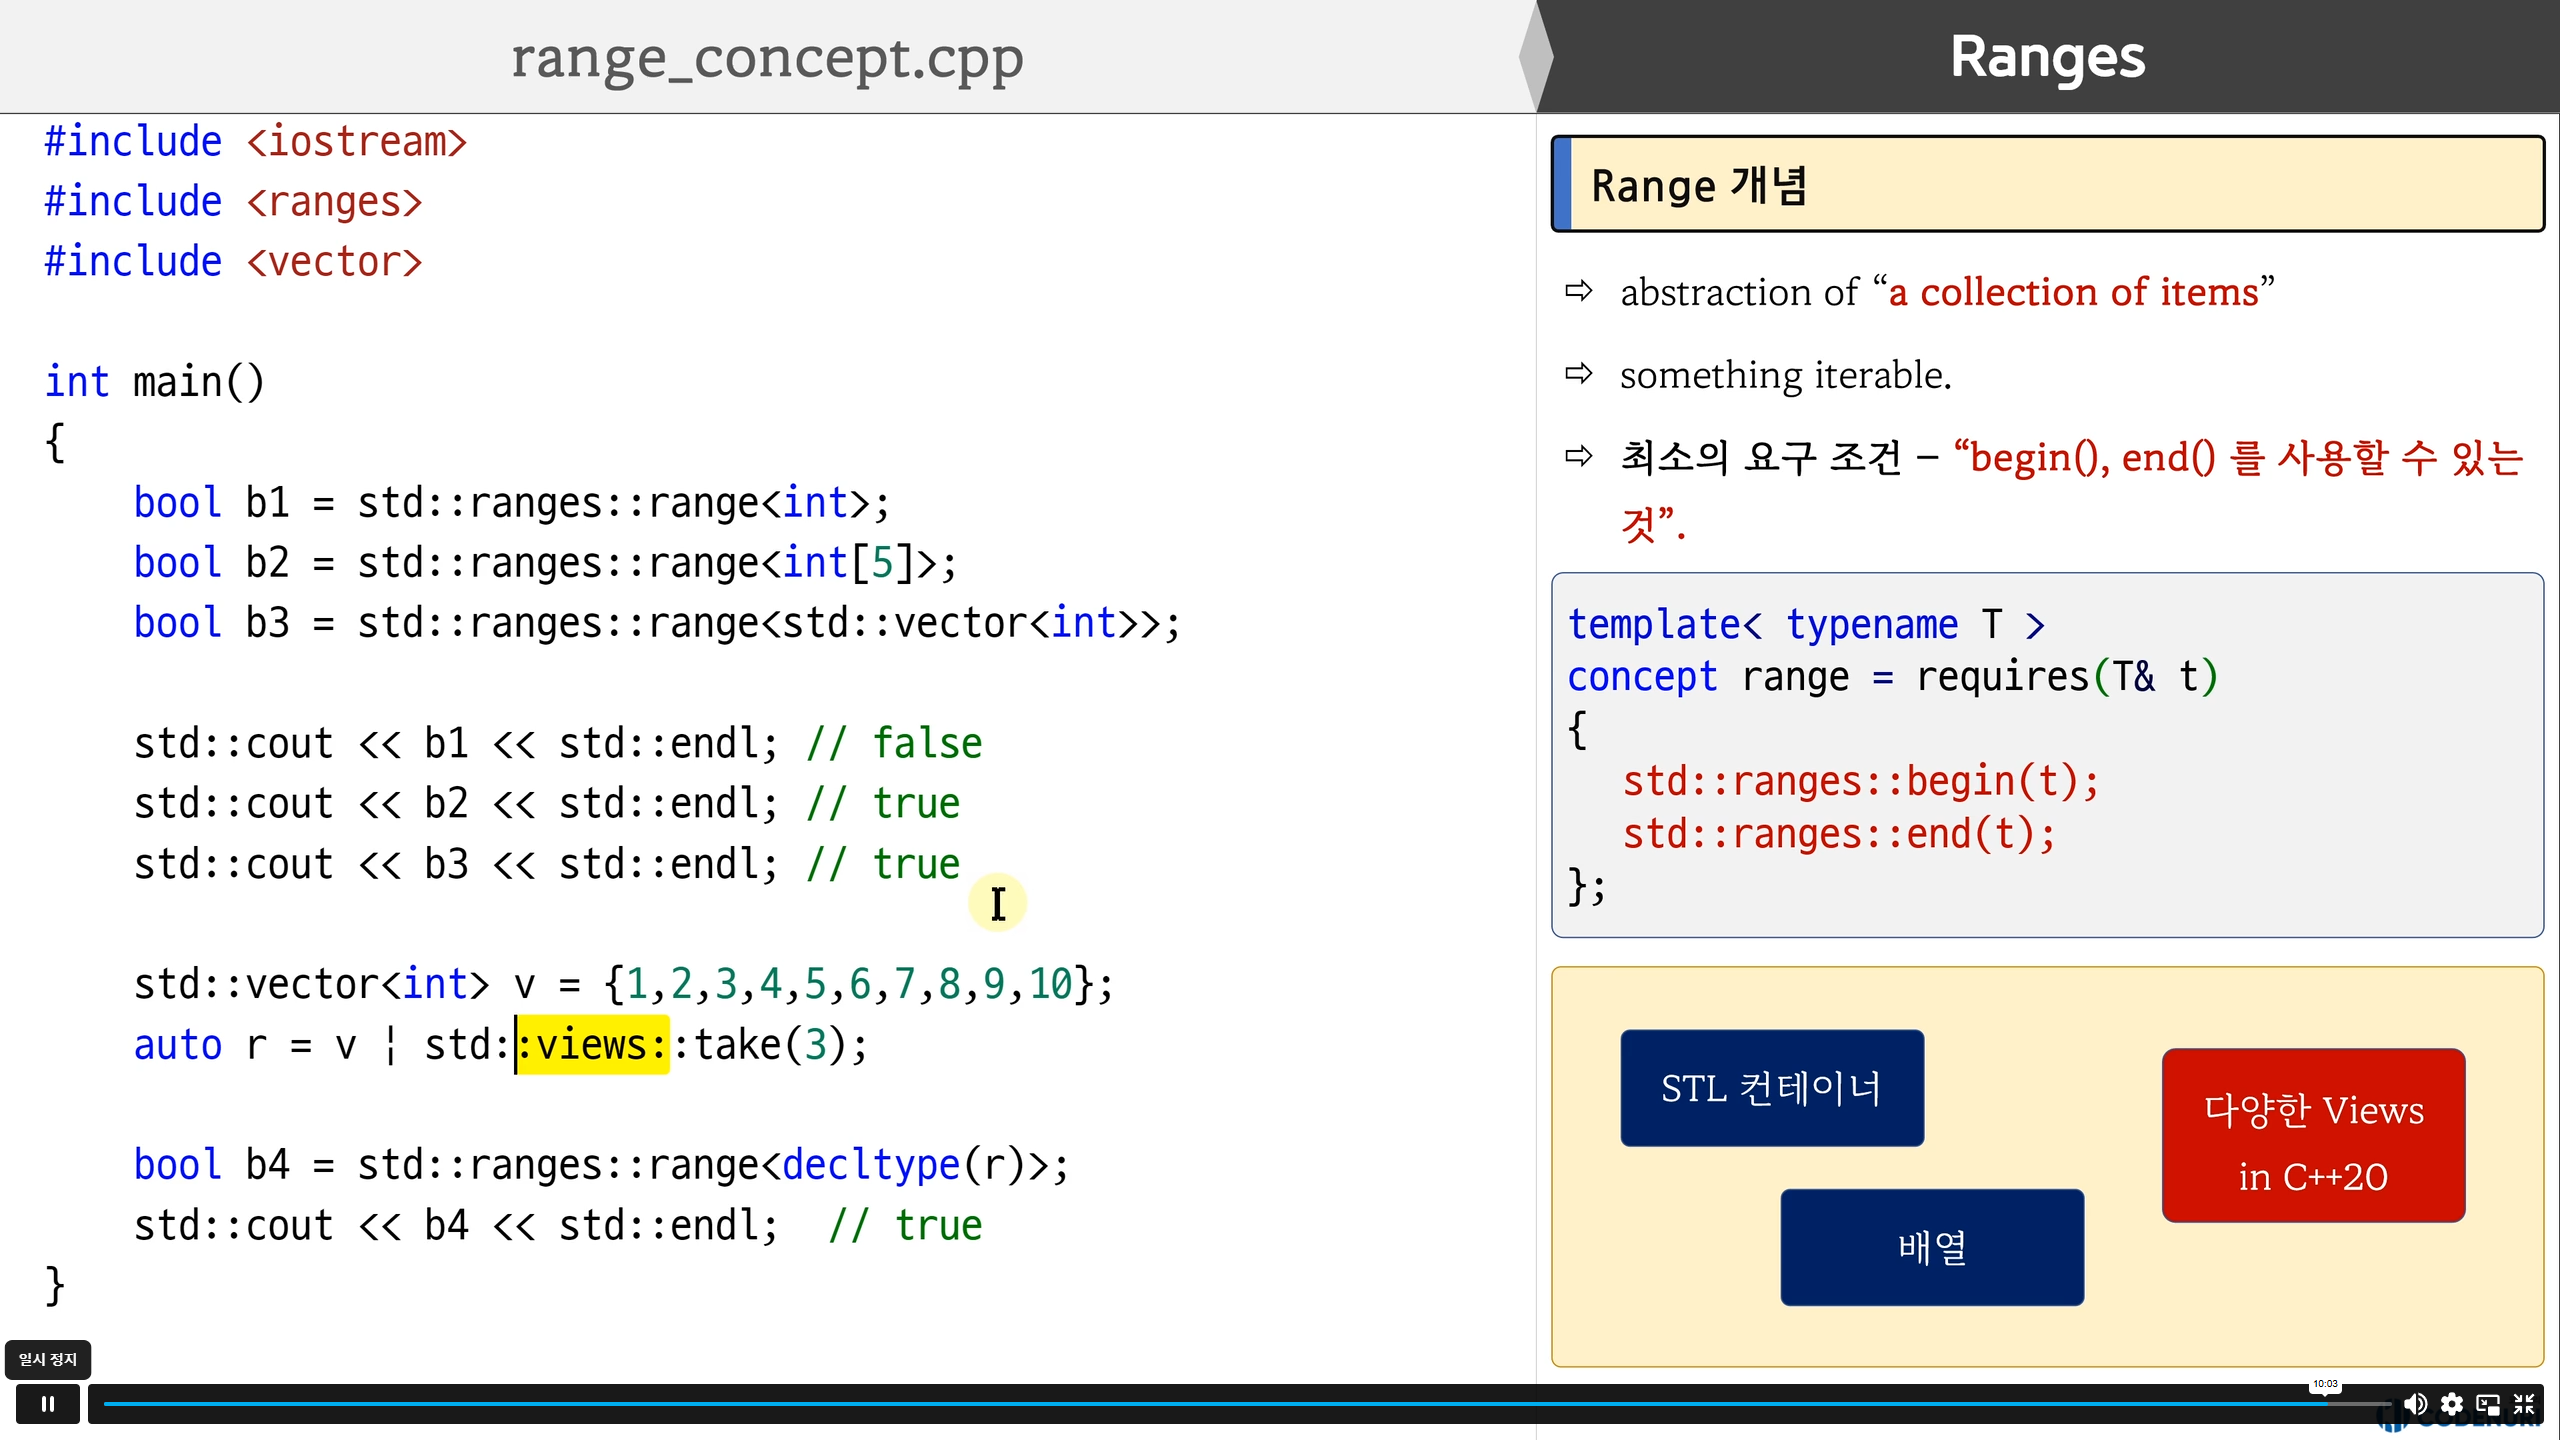 range_concept.cpp
#include <iostream>
#include <ranges>
#include <vector>
int main()
{
bool b1 = std::ranges::range<int>;
bool b2 = std::ranges::range<int[5]>;
bool b3 = std::ranges::range<std::vector<int>>;
std::cout << b1 << std::endl; // false
std::cout << b2 << std::endl; // true
std::cout << b3 << std::endl; // true
std::vector<int> v = {1,2,3,4,5,6,7,8,9,10};
auto r = v | std::views::take(3);
bool b4 = std::ranges::range<decltype(r)>;
std::cout << b4 << std::endl;  // true
}
Ranges
Range 개념
⇨ abstraction of “a collection of items”
⇨ something iterable.
⇨ 최소의 요구 조건 – “begin(), end() 를 사용할 수 있는
것”.
template< typename T >
concept range = requires(T& t)
{
std::ranges::begin(t);
std::ranges::end(t);
};
STL 컨테이너
다양한 Views
in C++20
배열
일시 정지
10:03
CODENURI